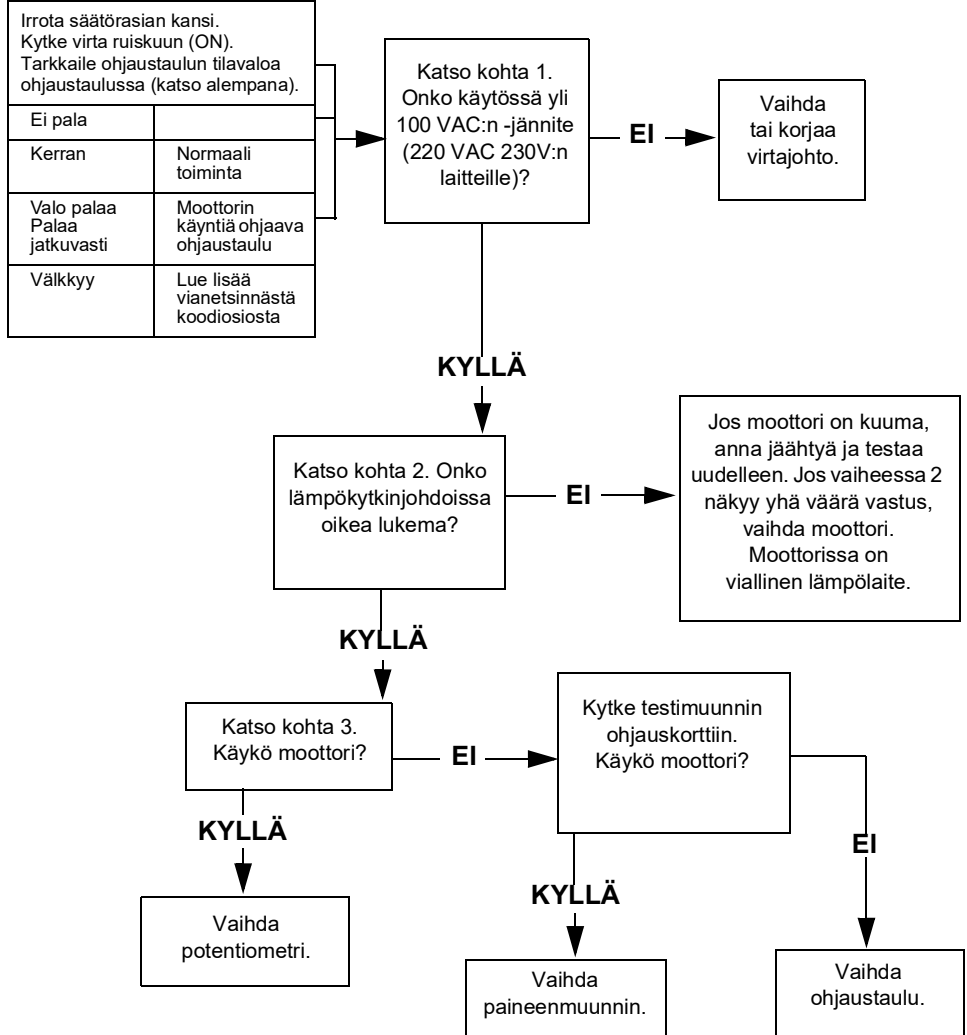 Irrota säätörasian kansi.
Kytke virta ruiskuun (ON).
Tarkkaile ohjaustaulun tilavaloa
ohjaustaulussa (katso alempana).
Ei pala
Kerran
Normaali
toiminta
Valo palaa
Palaa
jatkuvasti
Moottorin
käyntiä ohjaava
ohjaustaulu
Välkkyy
Lue lisää
vianetsinnästä
koodiosiosta
Katso kohta 1.
Onko käytössä yli
100 VAC:n -jännite
(220 VAC 230V:n
laitteille)?
EI
Vaihda
tai korjaa
virtajohto.
KYLLÄ
Katso kohta 2. Onko
lämpökytkinjohdoissa
oikea lukema?
EI
Jos moottori on kuuma,
anna jäähtyä ja testaa
uudelleen. Jos vaiheessa 2
näkyy yhä väärä vastus,
vaihda moottori.
Moottorissa on
viallinen lämpölaite.
KYLLÄ
Katso kohta 3.
Käykö moottori?
EI
Kytke testimuunnin
ohjauskorttiin.
Käykö moottori?
KYLLÄ
Vaihda
potentiometri.
KYLLÄ
Vaihda
paineenmuunnin.
EI
Vaihda
ohjaustaulu.